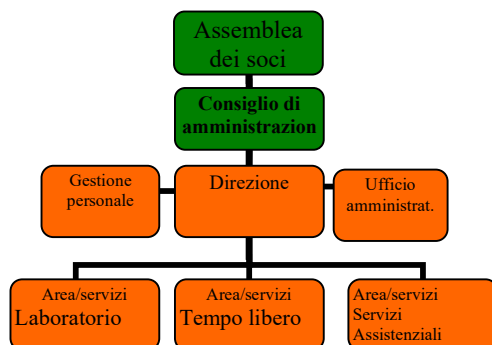 Assemblea
dei soci
Consiglio di
amministrazion
Gestione
personale
Direzione
Ufficio
amministrat.
Area/servizi
Laboratorio
Area/servizi
Tempo libero
Area/servizi
Servizi
Assistenziali